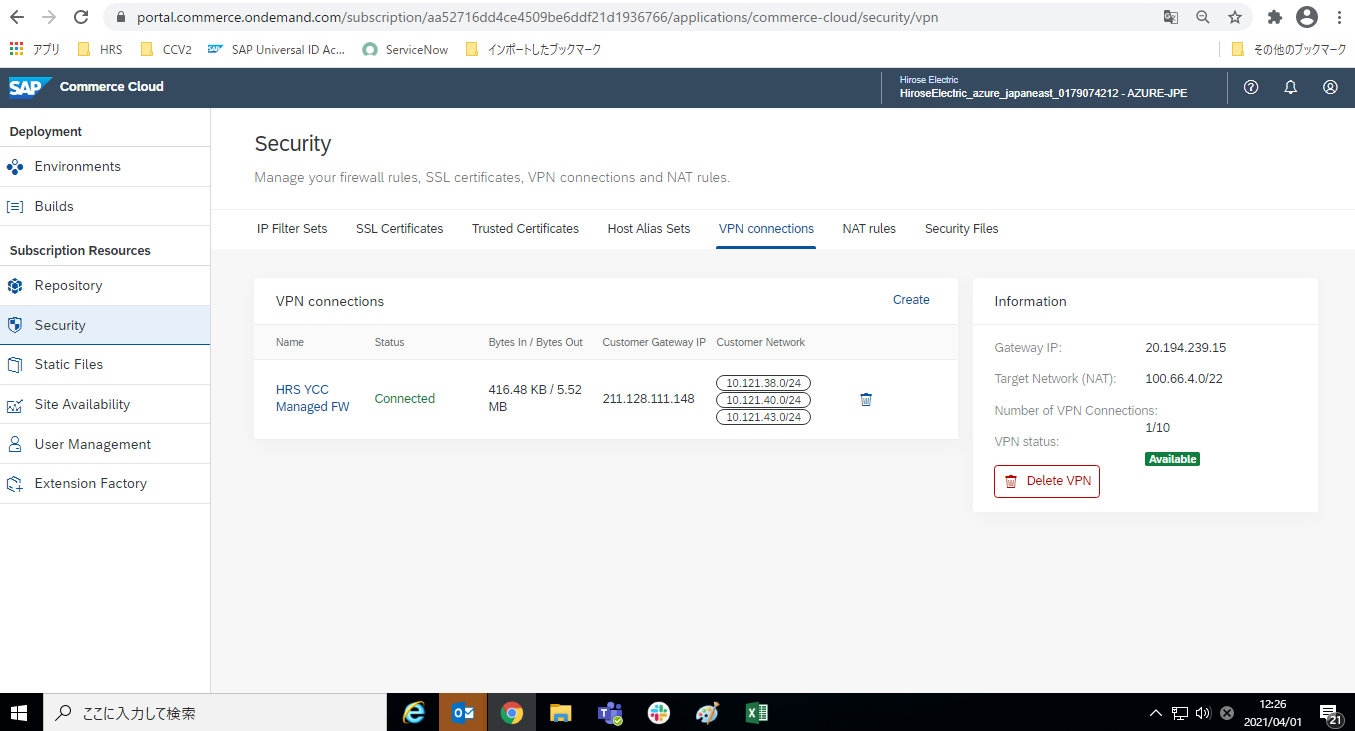 portal.commerce.ondemand.com/subscription/aa52716dd4ce4509be6ddf21d1936766/applications/commerce-cloud/security/vpn
アプリ HRS CCV2 SAP Universal ID Ac... ServiceNow インポートしたブックマーク その他のブックマーク
SAP Commerce Cloud
Hirose Electric
HiroseElectric_azure_japaneast_0179074212 - AZURE-JPE
Deployment
Environments
Builds
Subscription Resources
Repository
Security
Static Files
Site Availability
User Management
Extension Factory
Security
Manage your firewall rules, SSL certificates, VPN connections and NAT rules.
IP Filter Sets SSL Certificates Trusted Certificates Host Alias Sets VPN connections NAT rules Security Files
VPN connections Create
Name Status Bytes In / Bytes Out Customer Gateway IP Customer Network
HRS YCC
Managed FW
Connected
416.48 KB / 5.52
MB
211.128.111.148
10.121.38.0/24
10.121.40.0/24
10.121.43.0/24
Information
Gateway IP: 20.194.239.15
Target Network (NAT): 100.66.4.0/22
Number of VPN Connections:
1/10
VPN status:
Available
Delete VPN
ここに入力して検索
12:26
2021/04/01
21